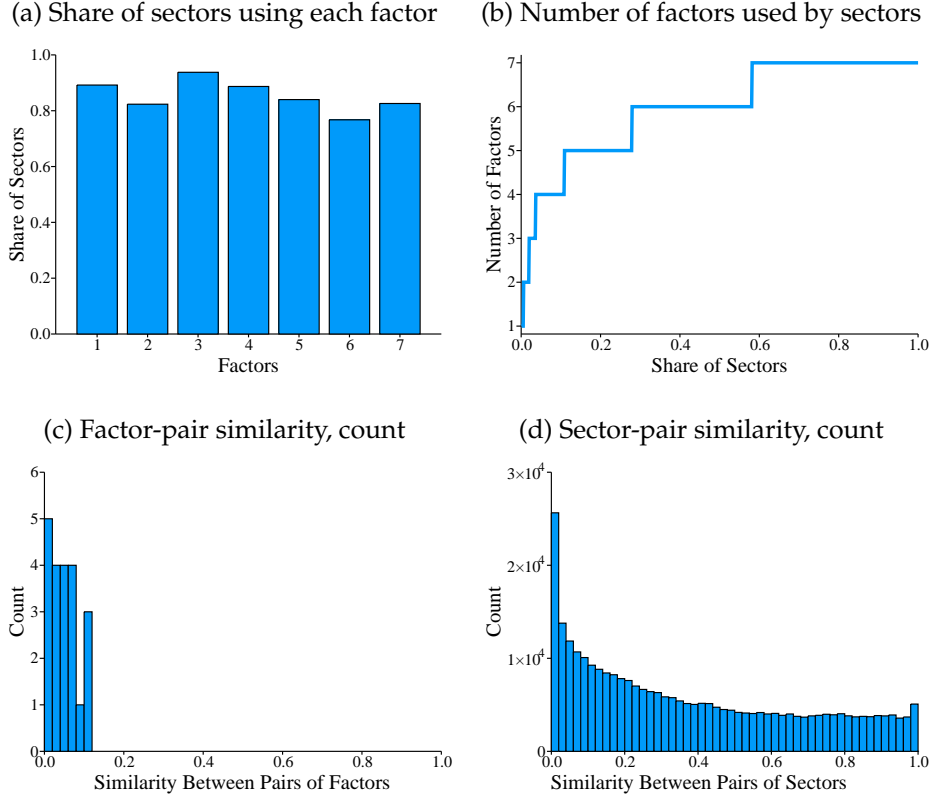 (a) Share of sectors using each factor
1.0
0.8
0.6
0.4
0.2
0.0
Share of Sectors
1 2 3 4 5 6 7
Factors
(b) Number of factors used by sectors
7
6
5
4
3
2
1
Number of Factors
0.0 0.2 0.4 0.6 0.8 1.0
Share of Sectors
(c) Factor-pair similarity, count
6
5
4
3
2
1
0
Count
0.0 0.2 0.4 0.6 0.8 1.0
Similarity Between Pairs of Factors
(d) Sector-pair similarity, count
3×10⁴
2×10⁴
1×10⁴
0
Count
0.0 0.2 0.4 0.6 0.8 1.0
Similarity Between Pairs of Sectors